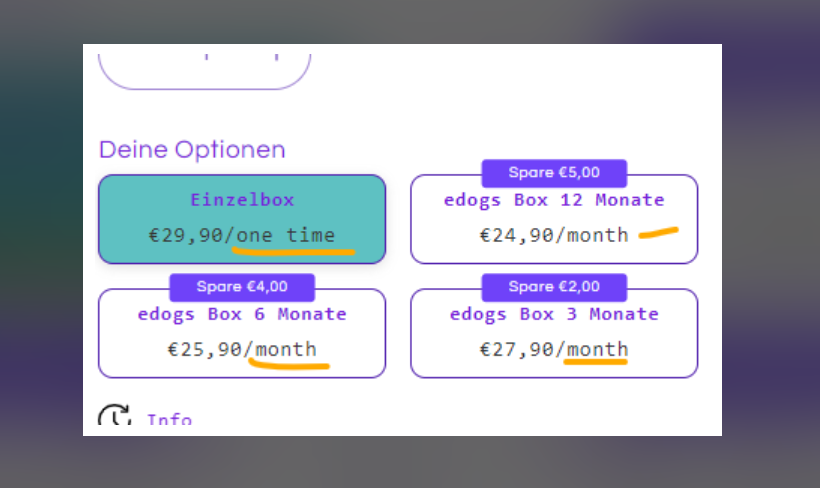 Deine Optionen
Einzelbox
€29,90/one time
Spare €5,00
edogs Box 12 Monate
€24,90/month
Spare €4,00
edogs Box 6 Monate
€25,90/month
Spare €2,00
edogs Box 3 Monate
€27,90/month
Info